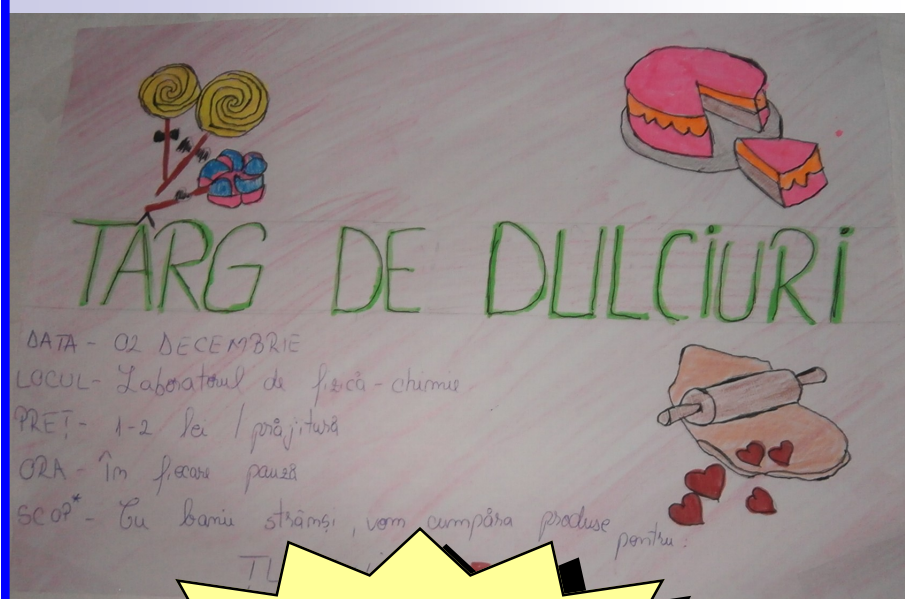 TÂRG DE DULCIURI
DATA - 02 DECEMBRIE
LOCUL - Laboratorul de fizică - chimie
PREȚ - 1-2 lei / prăjitură
ORA - În fiecare pauză
SCOP* - Cu banii strânși, vom cumpăra produse pentru: